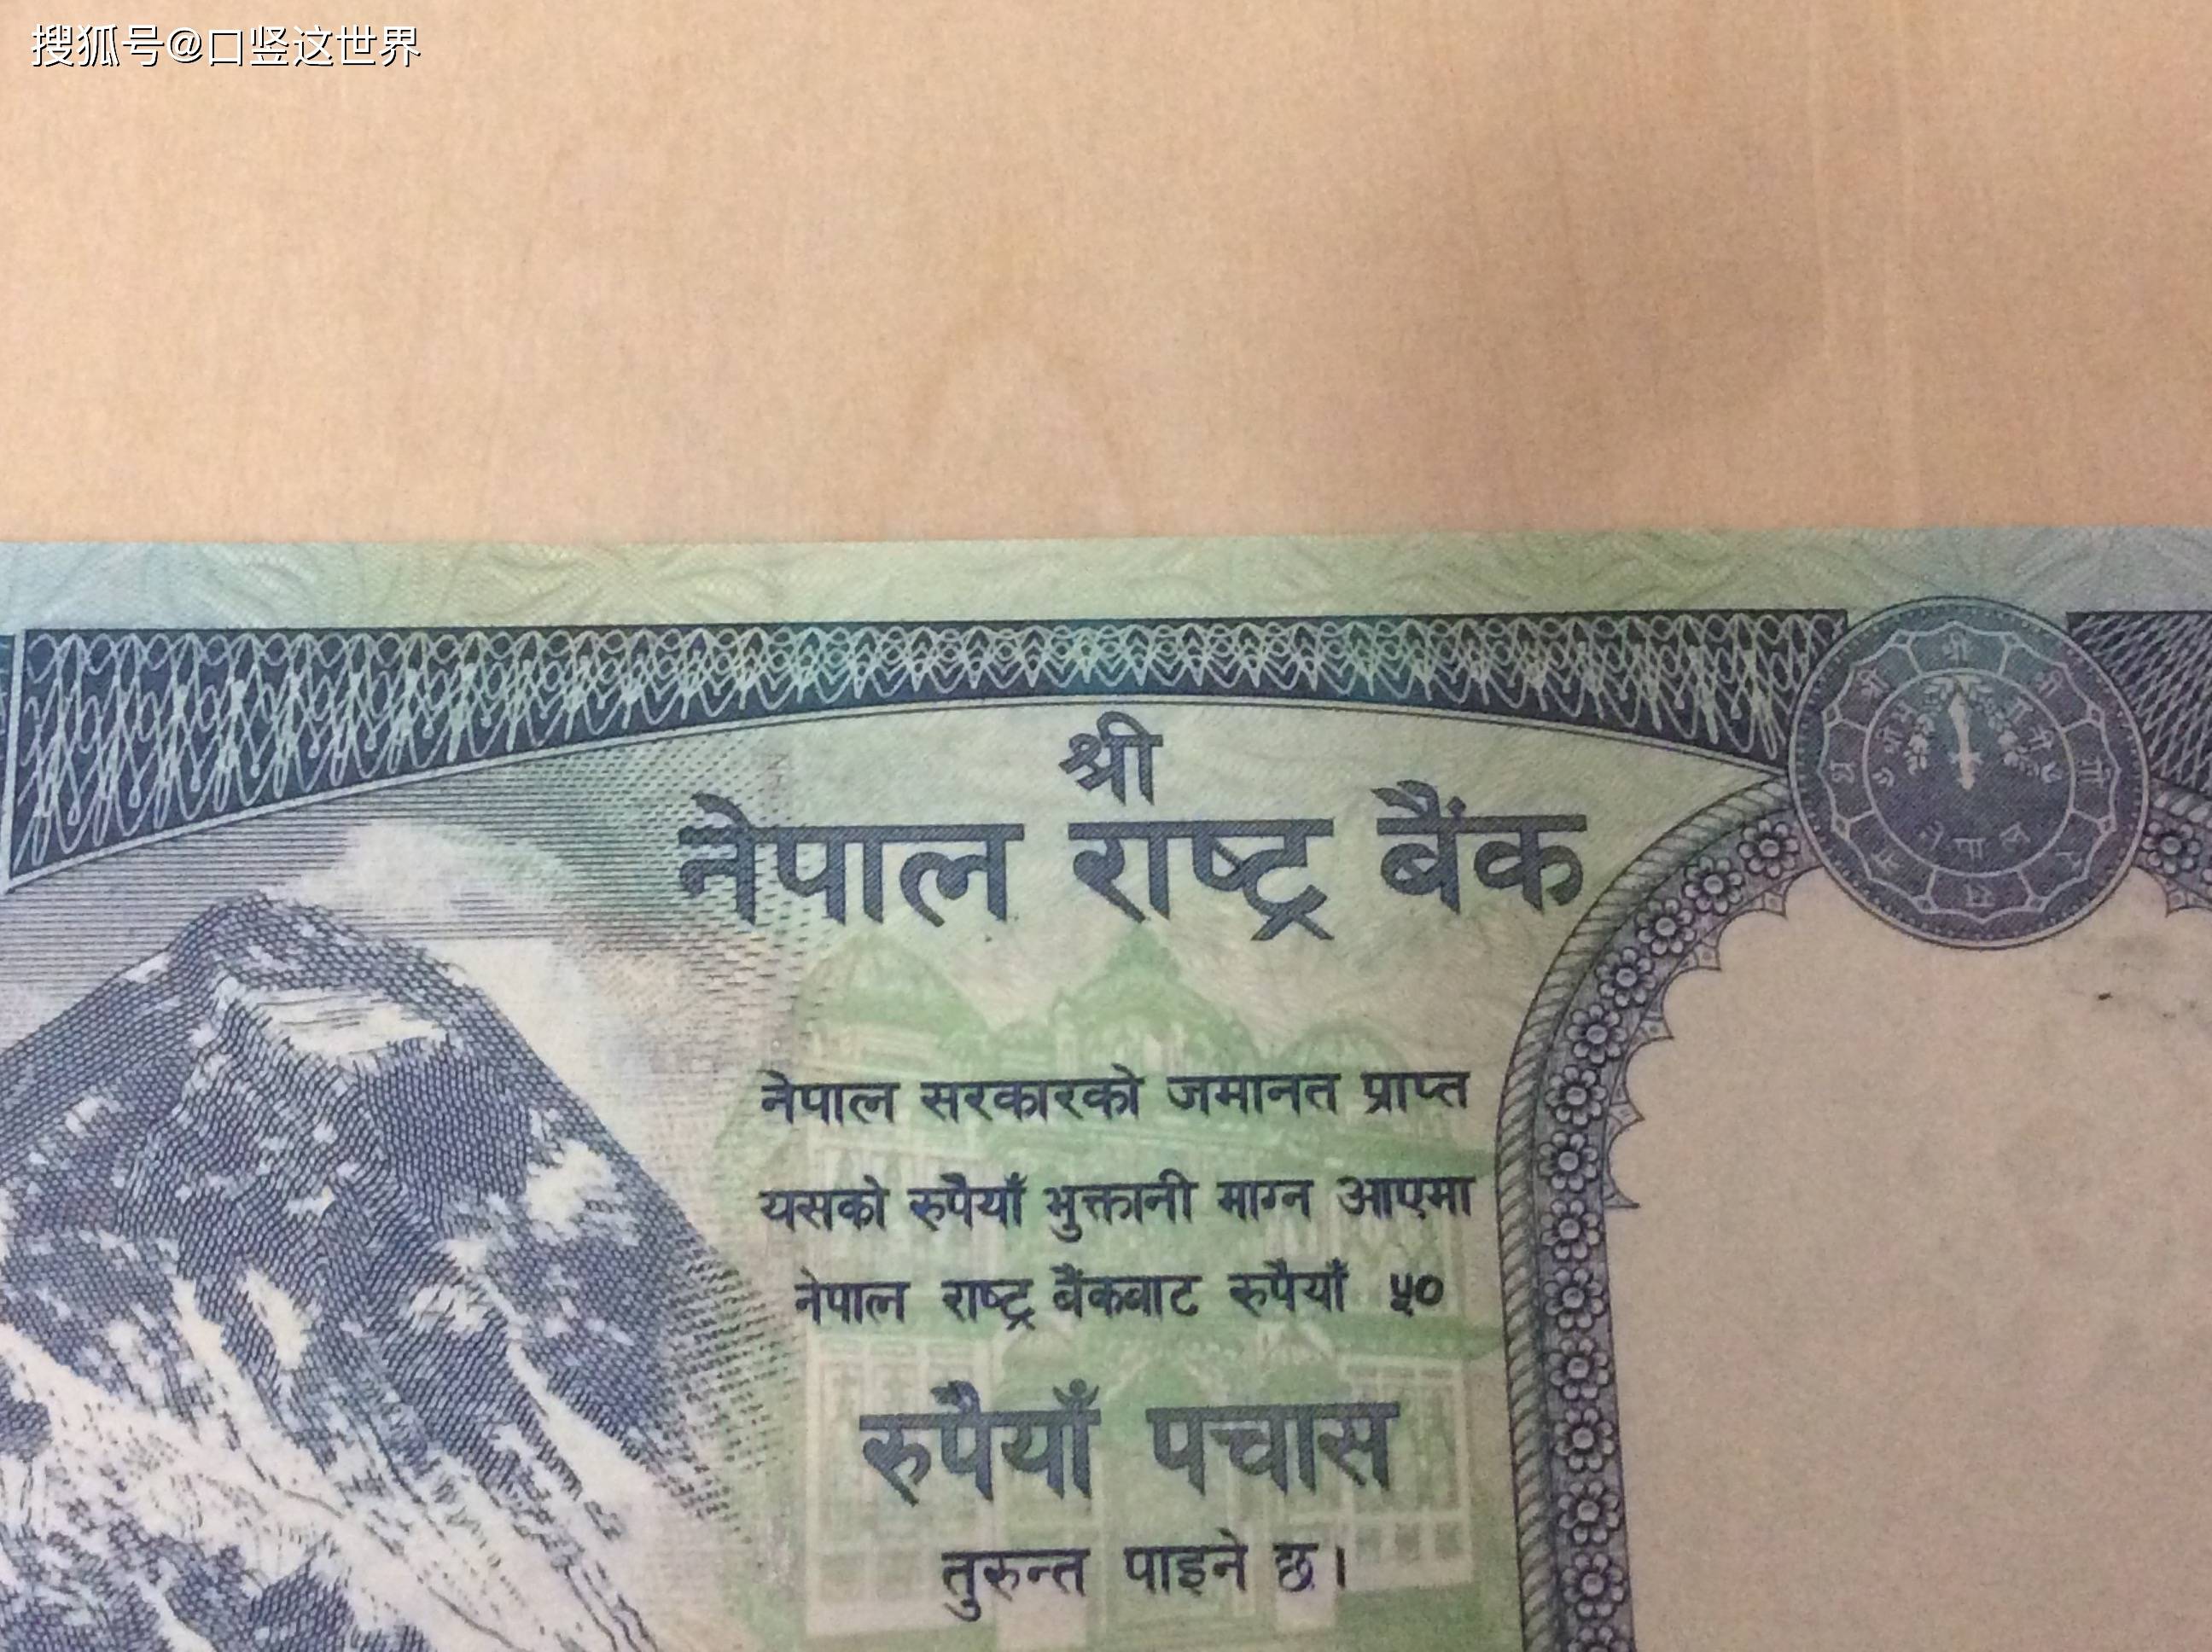 搜狐号@口竖这世界
श्री
नेपाल राष्ट्र बैंक
नेपाल सरकारको जमानत प्राप्त
यसको रुपैयाँ भुक्तानी माग्न आएमा
नेपाल राष्ट्र बैंकबाट रुपैयाँ ५०
रुपैयाँ पचास
तुरुन्त पाइने छ।